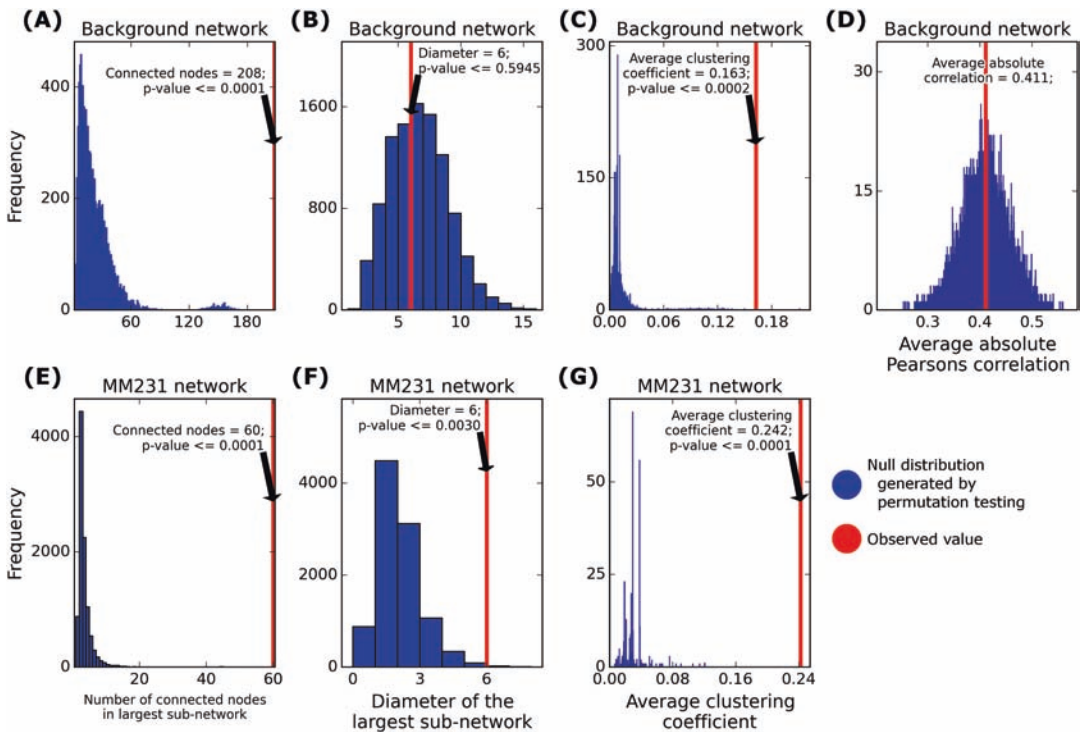 (A)
Background network
Connected nodes = 208;
p-value <= 0.0001
Frequency
400
200
0
60
120
180
(B)
Background network
Diameter = 6;
p-value <= 0.5945
1600
800
0
5
10
15
(C)
Background network
Average clustering
coefficient = 0.163;
p-value <= 0.0002
300
150
0
0.00
0.06
0.12
0.18
(D)
Background network
Average absolute
correlation = 0.411;
30
20
10
0
0.3
0.4
0.5
Average absolute
Pearsons correlation
(E)
MM231 network
Connected nodes = 60;
p-value <= 0.0001
Frequency
4000
2000
0
20
40
60
Number of connected nodes
in largest sub-network
(F)
MM231 network
Diameter = 6;
p-value <= 0.0030
4000
2000
0
0
3
6
Diameter of the
largest sub-network
(G)
MM231 network
Average clustering
coefficient = 0.242;
p-value <= 0.0001
50
25
0
0.00
0.08
0.16
0.24
Average clustering
coefficient
Null distribution
generated by
permutation testing
Observed value